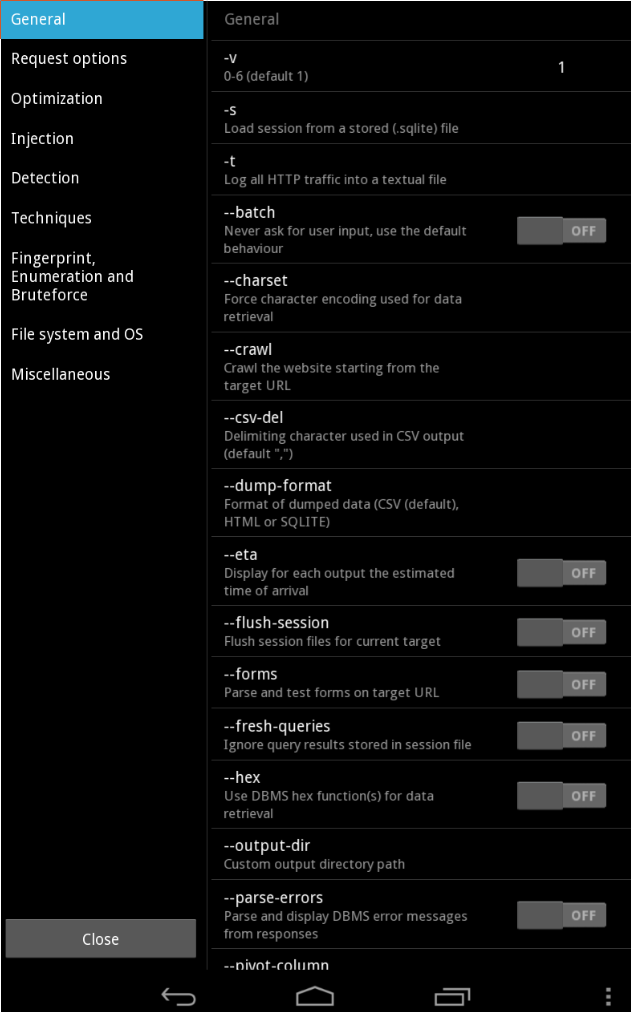 General
Request options
Optimization
Injection
Detection
Techniques
Fingerprint,
Enumeration and
Bruteforce
File system and OS
Miscellaneous
Close
General
-v
0-6 (default 1)
1
-s
Load session from a stored (.sqlite) file
-t
Log all HTTP traffic into a textual file
--batch
Never ask for user input, use the default
behaviour
OFF
--charset
Force character encoding used for data
retrieval
--crawl
Crawl the website starting from the
target URL
--csv-del
Delimiting character used in CSV output
(default ",")
--dump-format
Format of dumped data (CSV (default),
HTML or SQLITE)
--eta
Display for each output the estimated
time of arrival
OFF
--flush-session
Flush session files for current target
OFF
--forms
Parse and test forms on target URL
OFF
--fresh-queries
Ignore query results stored in session file
OFF
--hex
Use DBMS hex function(s) for data
retrieval
OFF
--output-dir
Custom output directory path
--parse-errors
Parse and display DBMS error messages
from responses
OFF
--pivot-column